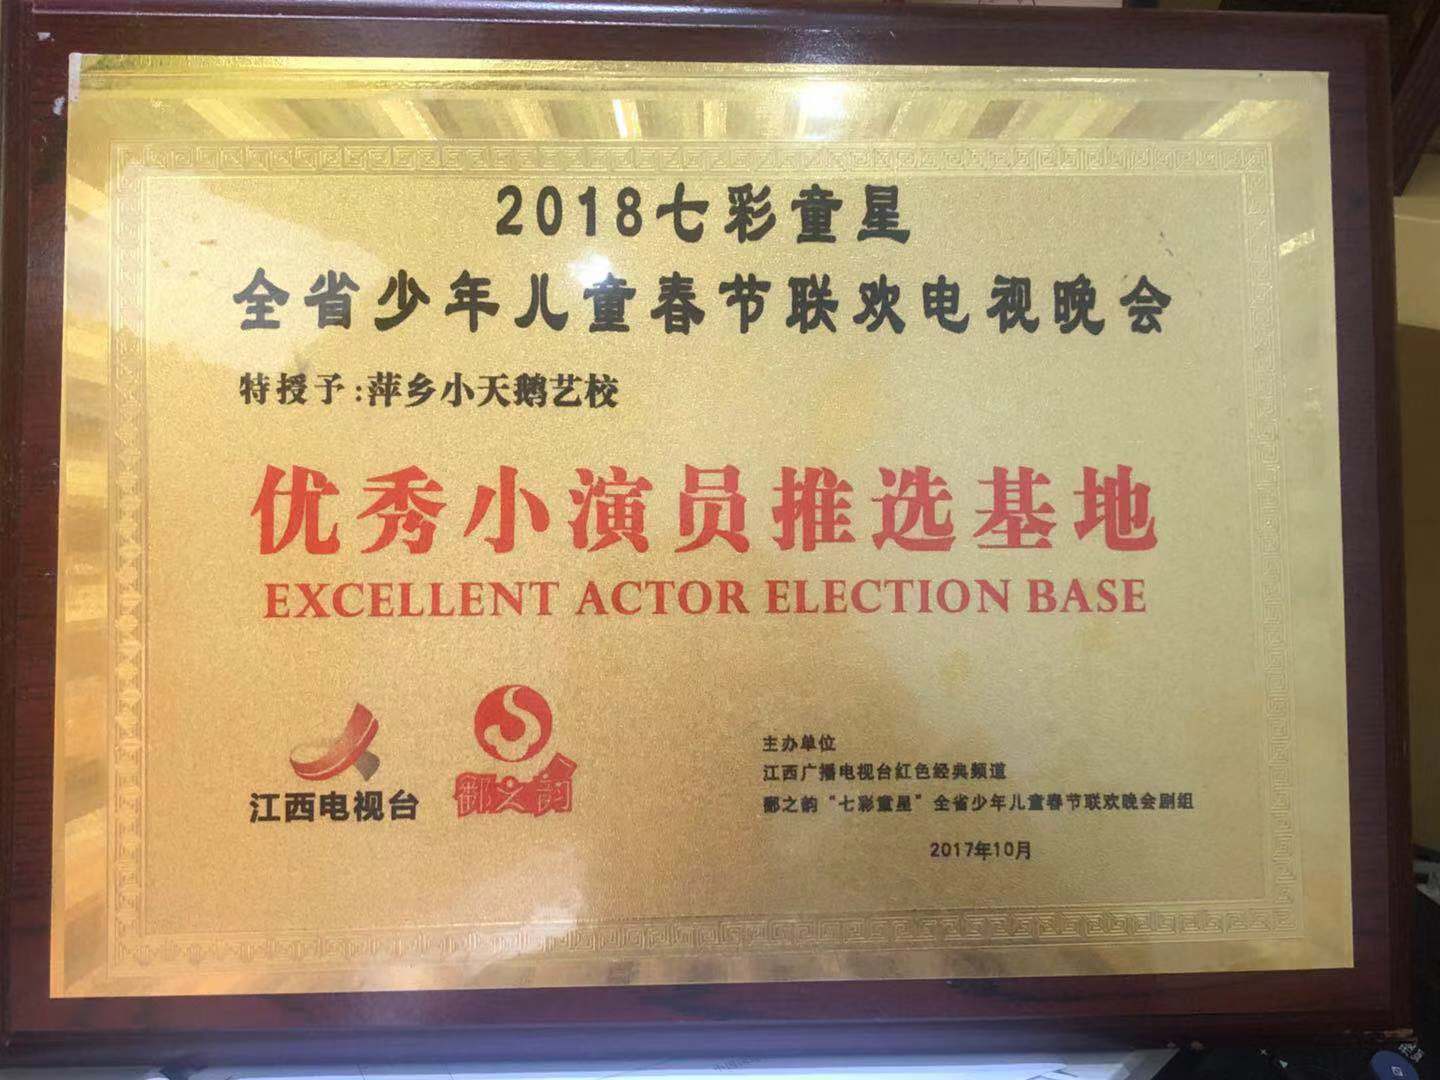 2018七彩童星
全省少年儿童春节联欢电视晚会
特授予:萍乡小天鹅艺校
优秀小演员推选基地
EXCELLENT ACTOR ELECTION BASE
江西电视台
鄱之韵
主办单位
江西广播电视台红色经典频道
鄱之韵“七彩童星”全省少年儿童春节联欢晚会剧组
2017年10月